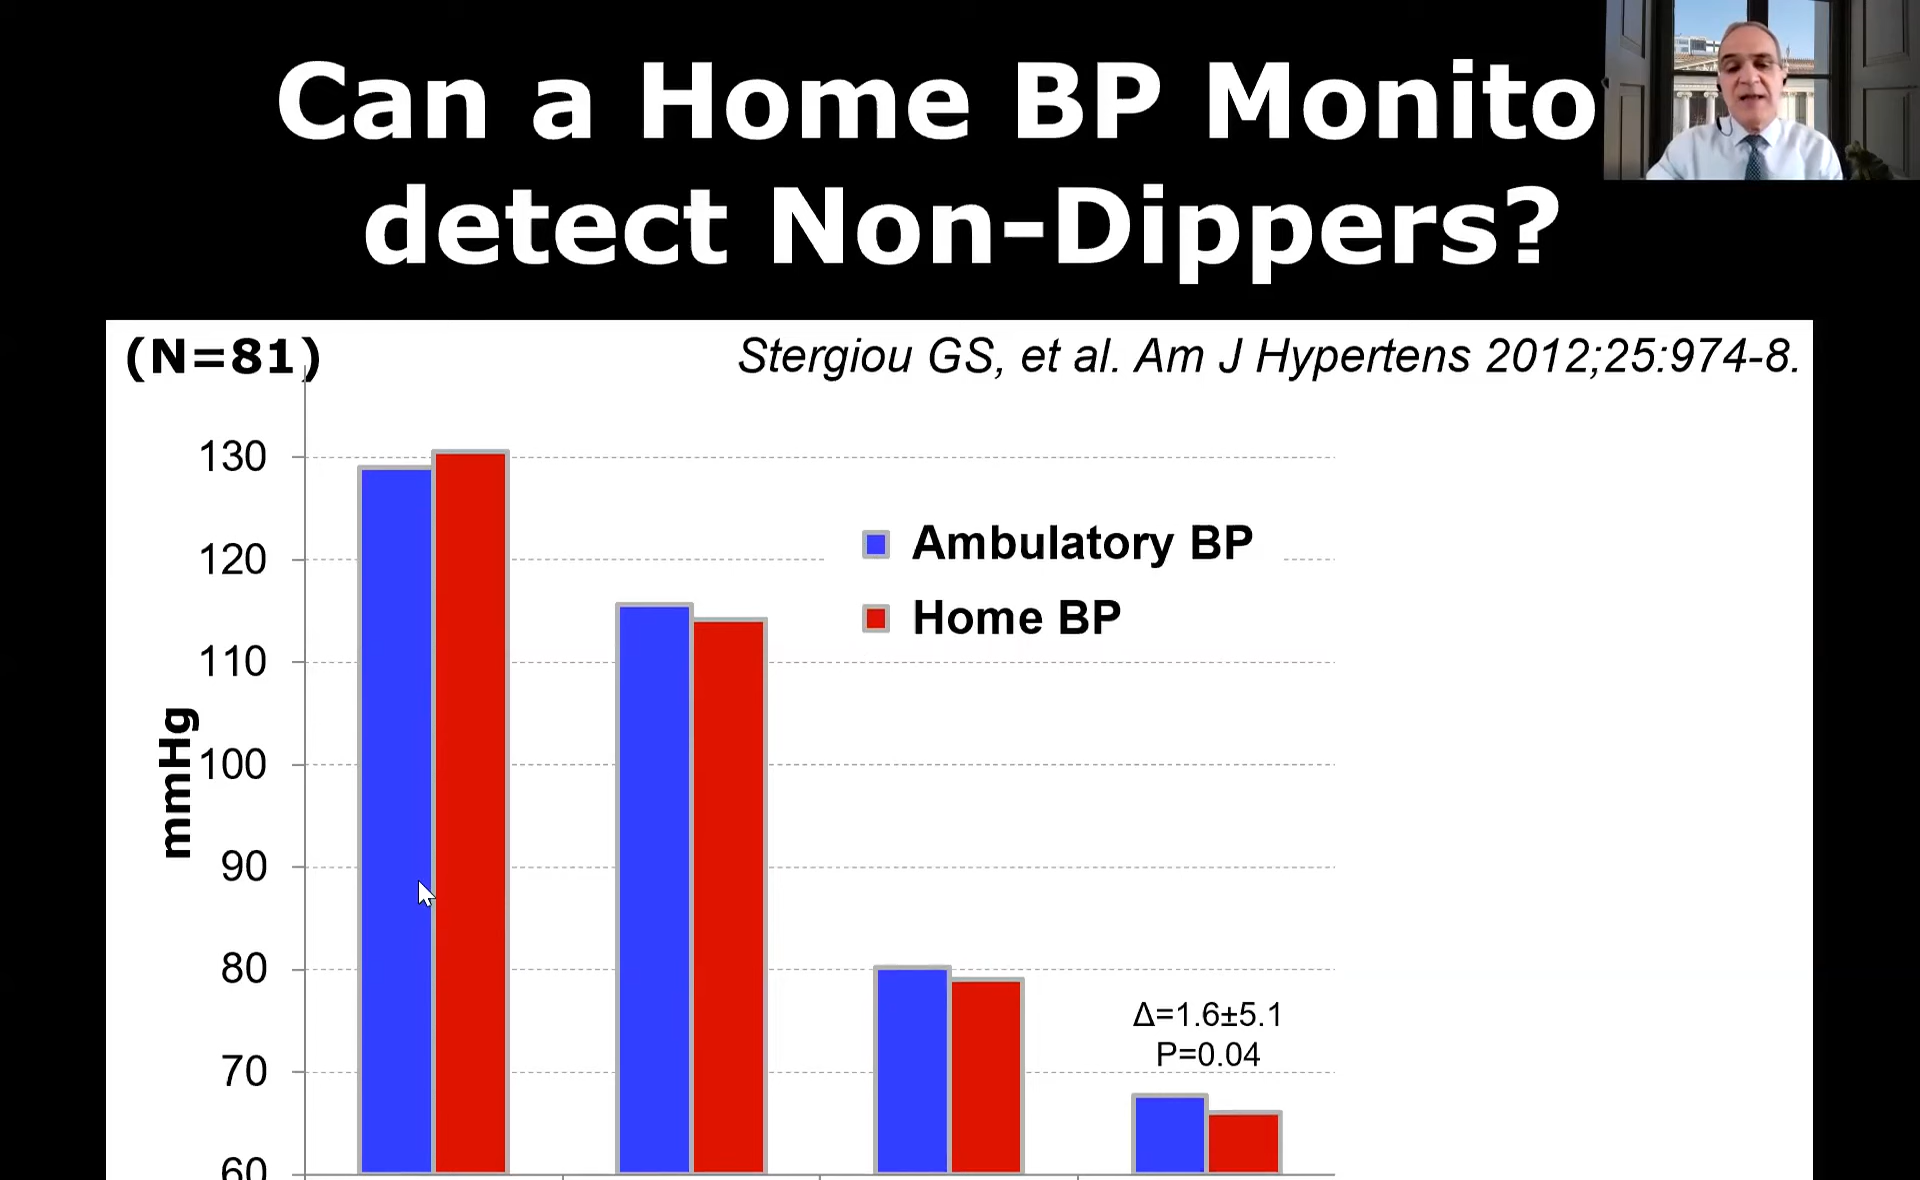 Can a Home BP Monito
detect Non-Dippers?
(N=81)
Stergiou GS, et al. Am J Hypertens 2012;25:974-8.
130
120
110
100
90
80
70
60
mmHg
Ambulatory BP
Home BP
Δ=1.6±5.1
P=0.04